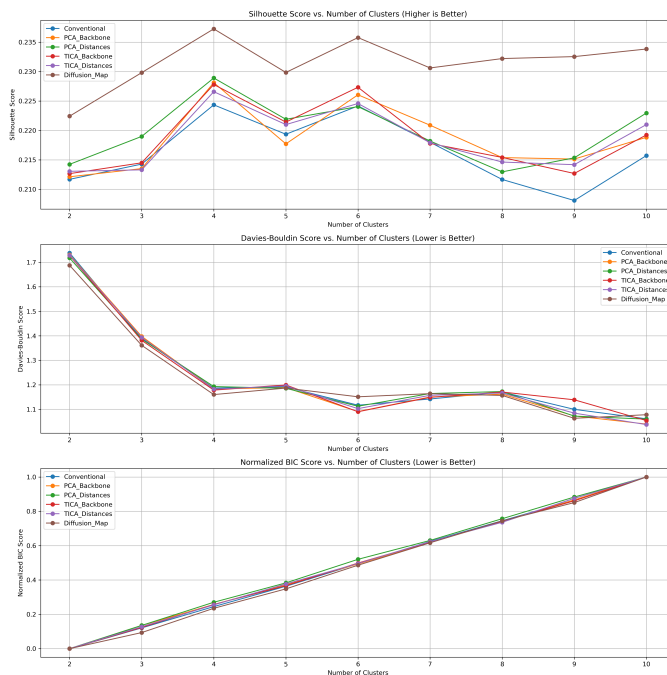 Silhouette Score vs. Number of Clusters (Higher is Better)
Conventional
PCA_Backbone
PCA_Distances
TICA_Backbone
TICA_Distances
Diffusion_Map
Silhouette Score
0.235
0.230
0.225
0.220
0.215
0.210
2 3 4 5 6 7 8 9 10
Number of Clusters
Davies-Bouldin Score vs. Number of Clusters (Lower is Better)
Conventional
PCA_Backbone
PCA_Distances
TICA_Backbone
TICA_Distances
Diffusion_Map
Davies-Bouldin Score
1.7
1.6
1.5
1.4
1.3
1.2
1.1
2 3 4 5 6 7 8 9 10
Number of Clusters
Normalized BIC Score vs. Number of Clusters (Lower is Better)
Conventional
PCA_Backbone
PCA_Distances
TICA_Backbone
TICA_Distances
Diffusion_Map
Normalized BIC Score
1.0
0.8
0.6
0.4
0.2
0.0
2 3 4 5 6 7 8 9 10
Number of Clusters